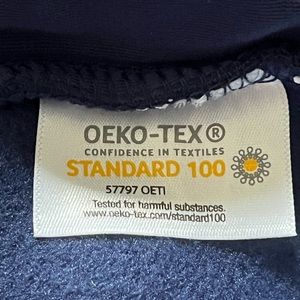 OEKO-TEX®
CONFIDENCE IN TEXTILES
STANDARD 100
57797 OETI
Tested for harmful substances.
www.oeko-tex.com/standard100